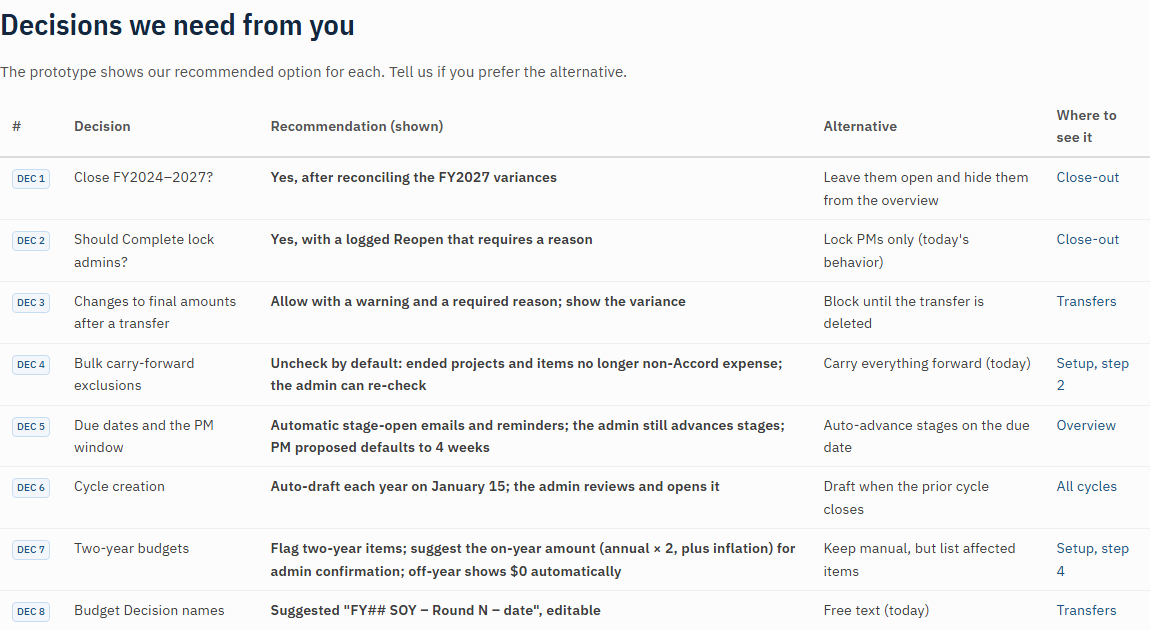 Decisions we need from you
The prototype shows our recommended option for each. Tell us if you prefer the alternative.
# Decision Recommendation (shown) Alternative Where to see it
DEC 1 Close FY2024–2027? Yes, after reconciling the FY2027 variances Leave them open and hide them from the overview Close-out
DEC 2 Should Complete lock admins? Yes, with a logged Reopen that requires a reason Lock PMs only (today's behavior) Close-out
DEC 3 Changes to final amounts after a transfer Allow with a warning and a required reason; show the variance Block until the transfer is deleted Transfers
DEC 4 Bulk carry-forward exclusions Uncheck by default: ended projects and items no longer non-Accord expense; the admin can re-check Carry everything forward (today) Setup, step 2
DEC 5 Due dates and the PM window Automatic stage-open emails and reminders; the admin still advances stages; PM proposed defaults to 4 weeks Auto-advance stages on the due date Overview
DEC 6 Cycle creation Auto-draft each year on January 15; the admin reviews and opens it Draft when the prior cycle closes All cycles
DEC 7 Two-year budgets Flag two-year items; suggest the on-year amount (annual × 2, plus inflation) for admin confirmation; off-year shows $0 automatically Keep manual, but list affected items Setup, step 4
DEC 8 Budget Decision names Suggested "FY## SOY – Round N – date", editable Free text (today) Transfers